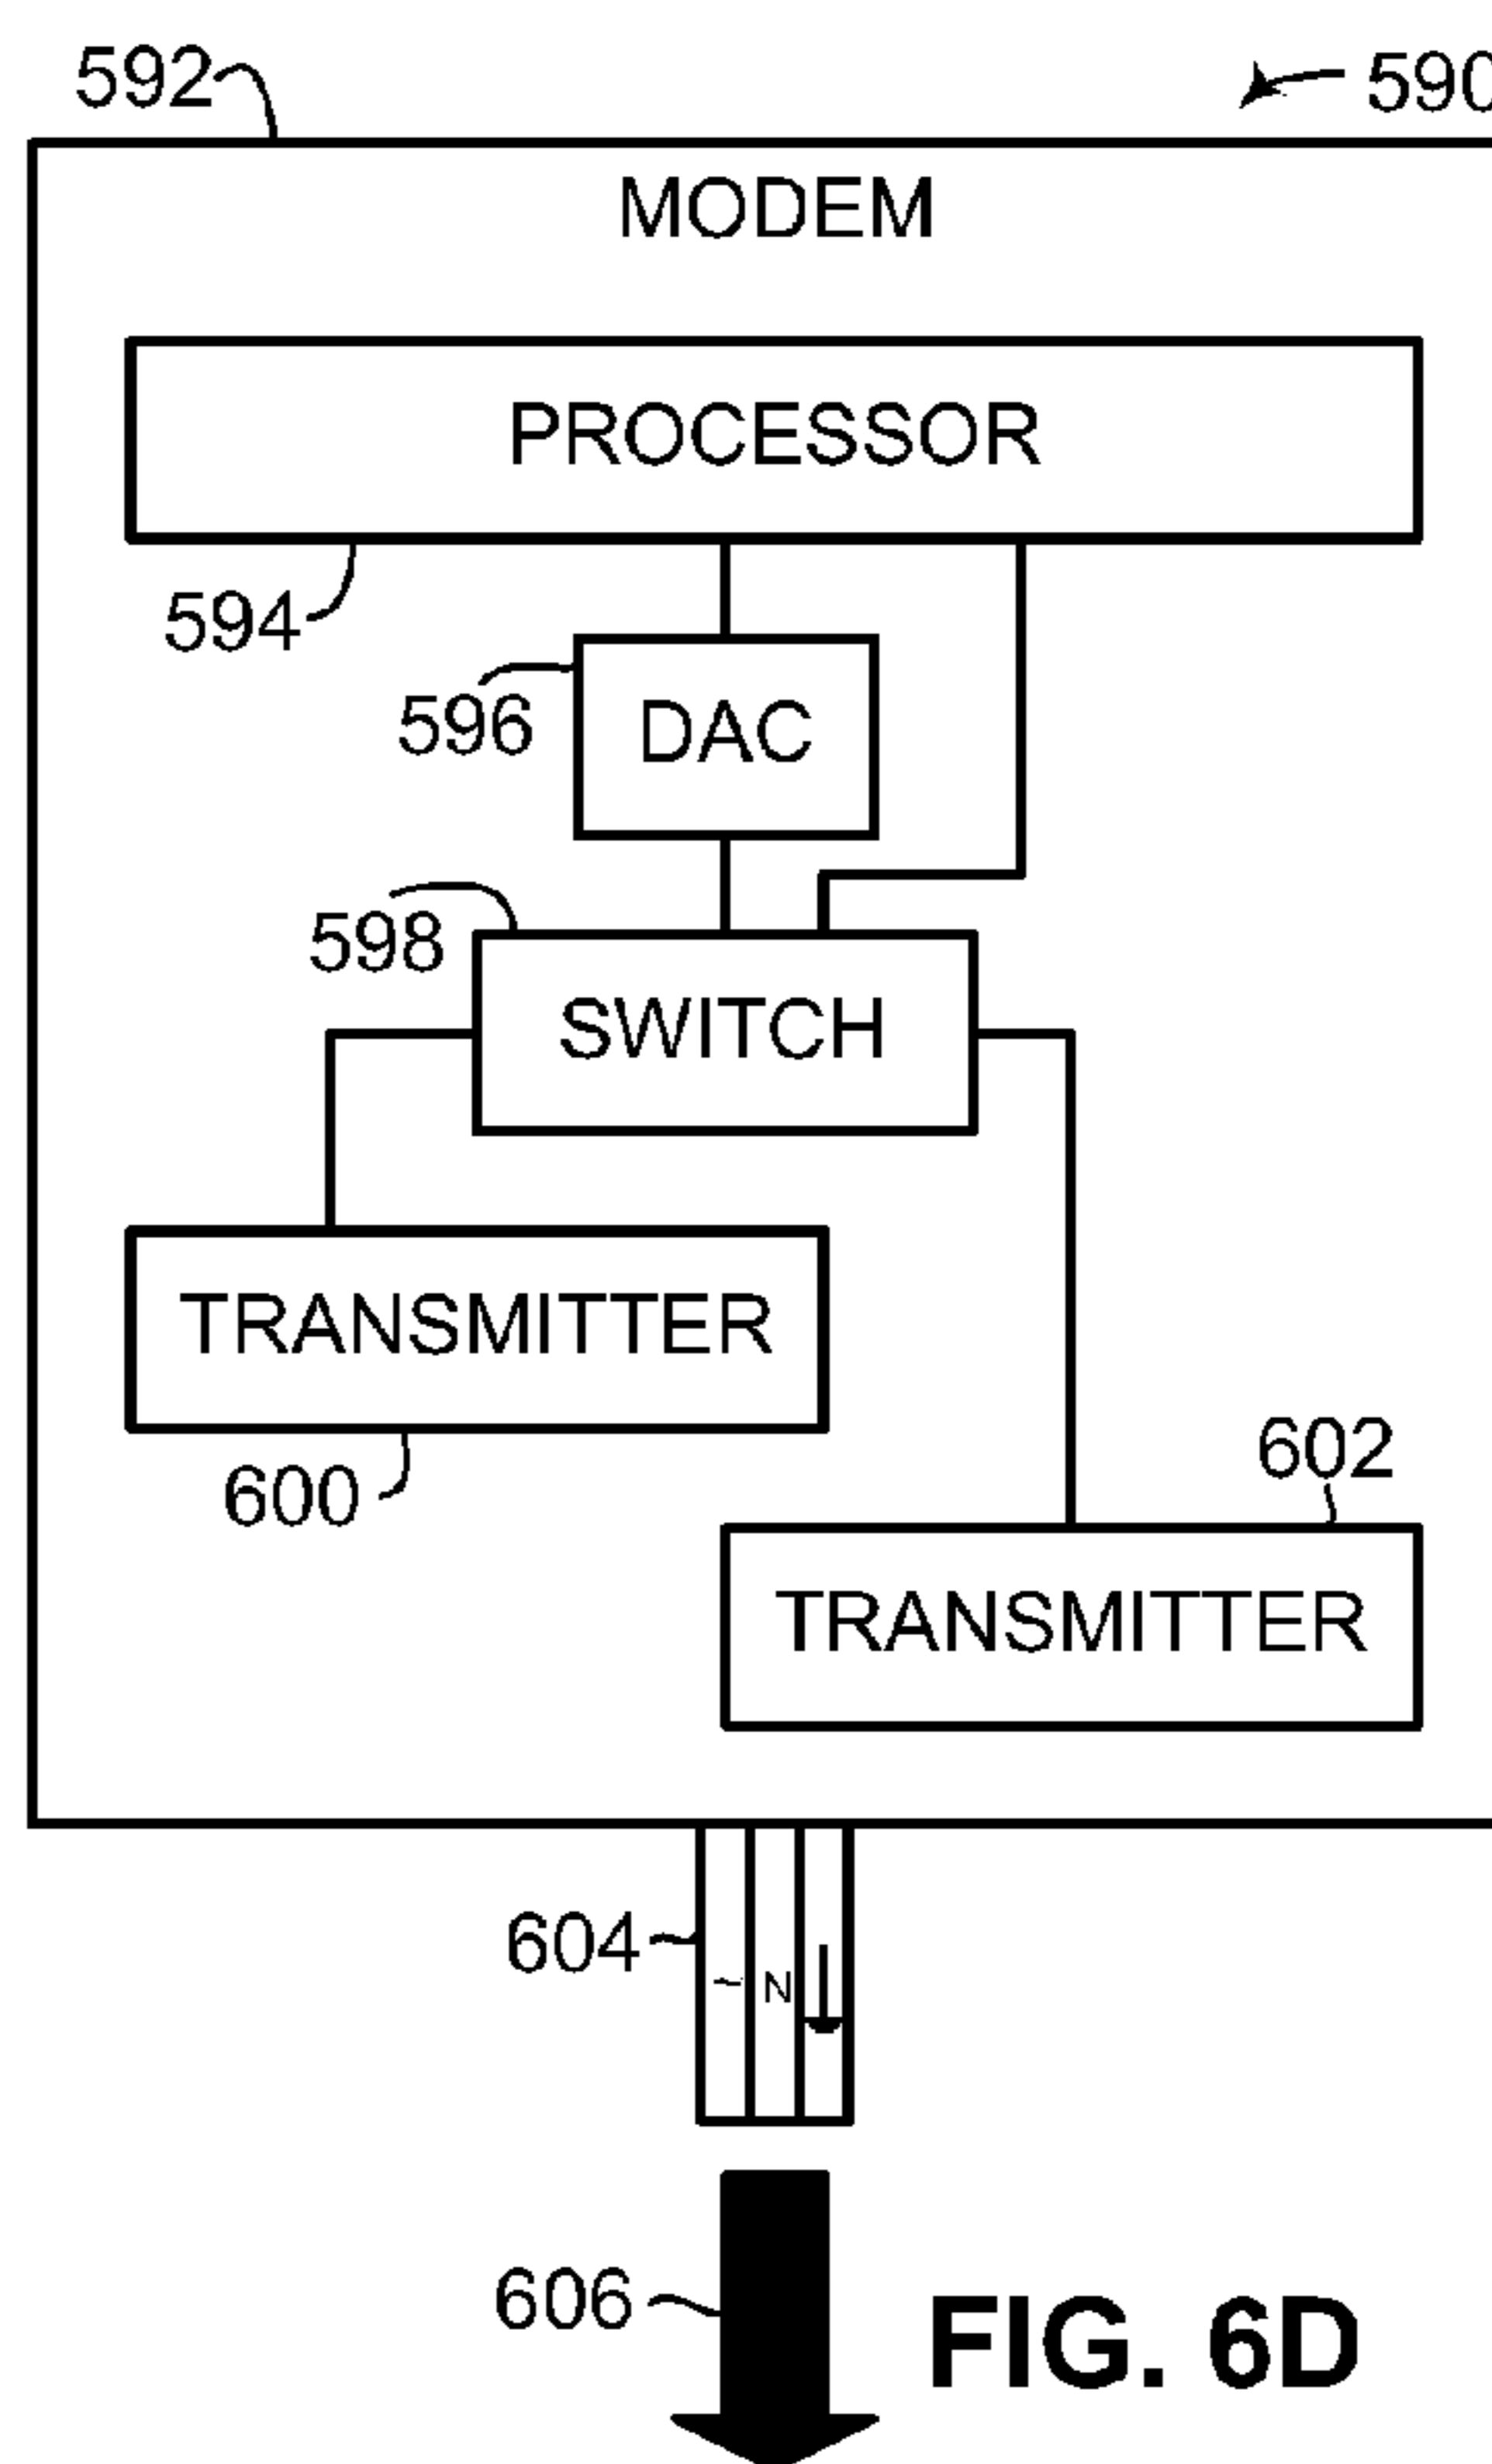 592
590
MODEM
PROCESSOR
594
596
DAC
598
SWITCH
TRANSMITTER
600
602
TRANSMITTER
604
~ N
606
FIG. 6D